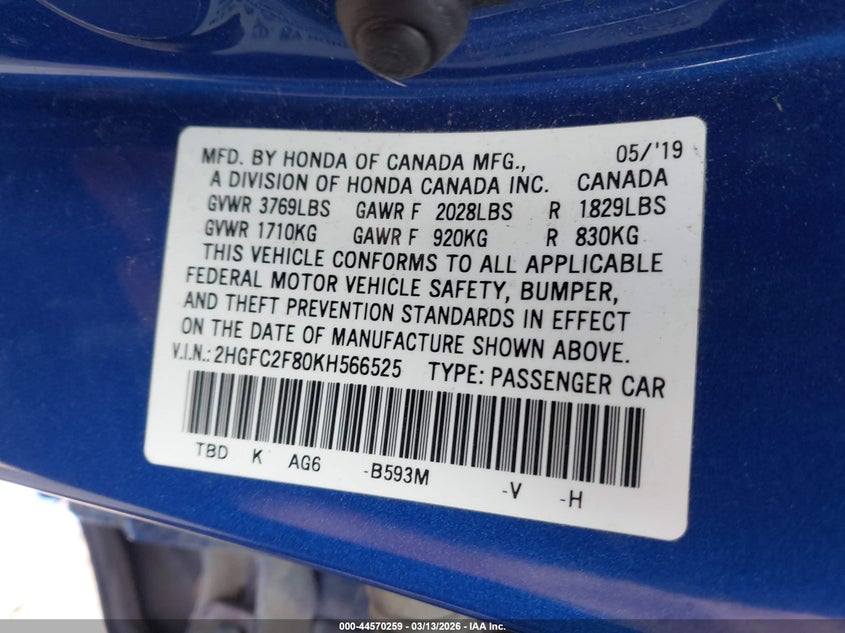 MFD. BY HONDA OF CANADA MFG., 05/'19
A DIVISION OF HONDA CANADA INC. CANADA
GVWR 3769LBS GAWR F 2028LBS R 1829LBS
GVWR 1710KG GAWR F 920KG R 830KG
THIS VEHICLE CONFORMS TO ALL APPLICABLE
FEDERAL MOTOR VEHICLE SAFETY, BUMPER,
AND THEFT PREVENTION STANDARDS IN EFFECT
ON THE DATE OF MANUFACTURE SHOWN ABOVE.
V.I.N.: 2HGFC2F80KH566525 TYPE: PASSENGER CAR
TBD K AG6 -B593M -V -H
000-44570259 | 03/13/2026 | IAA Holdings, LLC